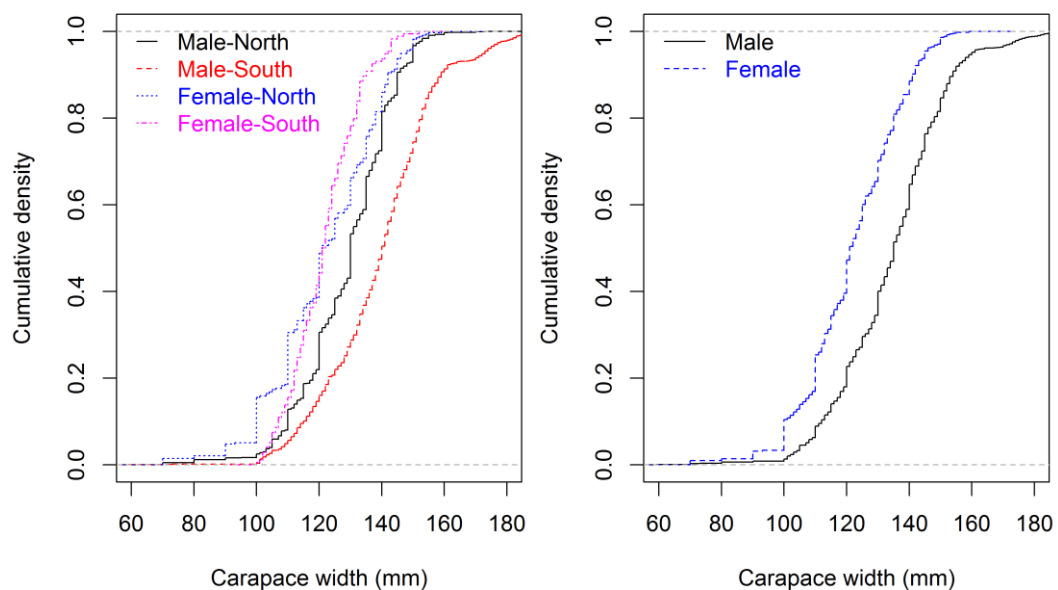 Male-North
Male-South
Female-North
Female-South
Cumulative density
0.0 0.2 0.4 0.6 0.8 1.0
60 80 100 120 140 160 180
Carapace width (mm)
Male
Female
Cumulative density
0.0 0.2 0.4 0.6 0.8 1.0
60 80 100 120 140 160 180
Carapace width (mm)